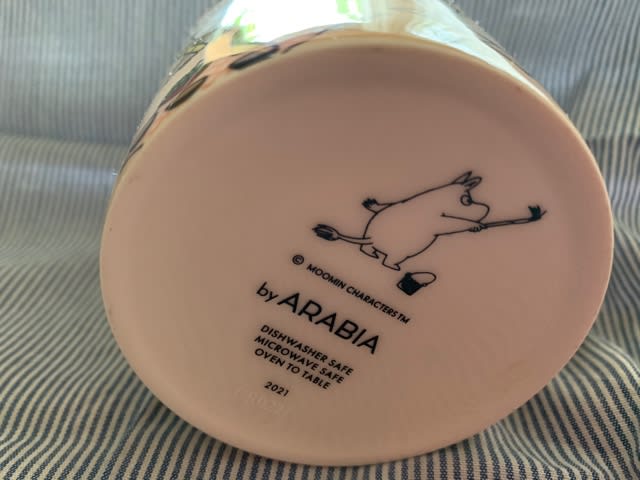 © MOOMIN CHARACTERS™
by ARABIA
DISHWASHER SAFE
MICROWAVE SAFE
OVEN TO TABLE
2021